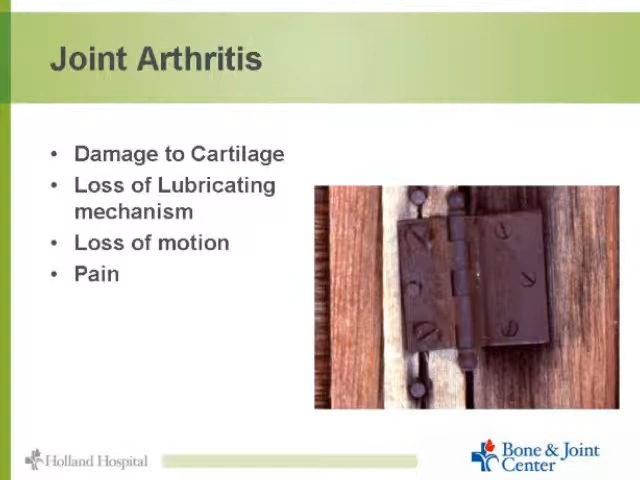 Joint Arthritis
• Damage to Cartilage
• Loss of Lubricating
mechanism
• Loss of motion
• Pain
Holland Hospital
Bone & Joint
Center